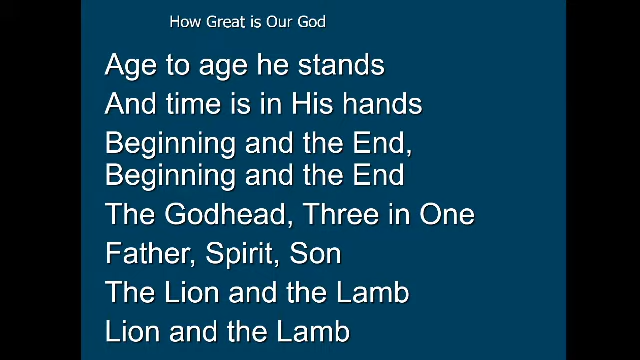 How Great is Our God
Age to age he stands
And time is in His hands
Beginning and the End,
Beginning and the End
The Godhead, Three in One
Father, Spirit, Son
The Lion and the Lamb
Lion and the Lamb